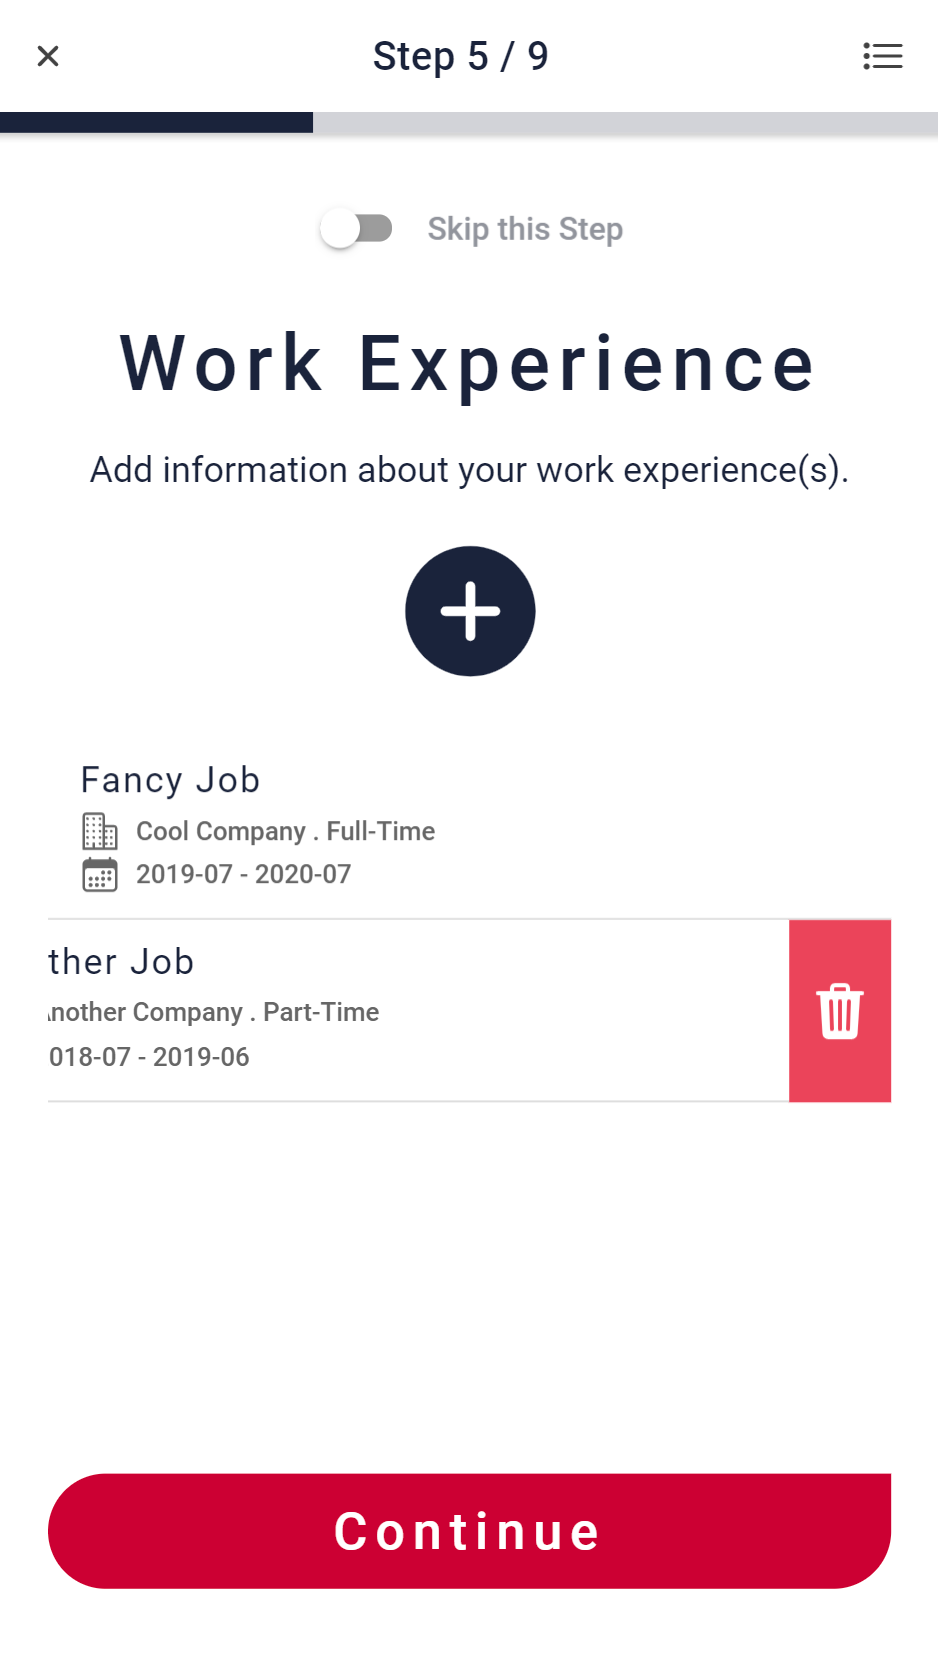 Step 5 / 9
Skip this Step
Work Experience
Add information about your work experience(s).
Fancy Job
Cool Company . Full-Time
2019-07 - 2020-07
ther Job
nother Company . Part-Time
018-07 - 2019-06
Continue